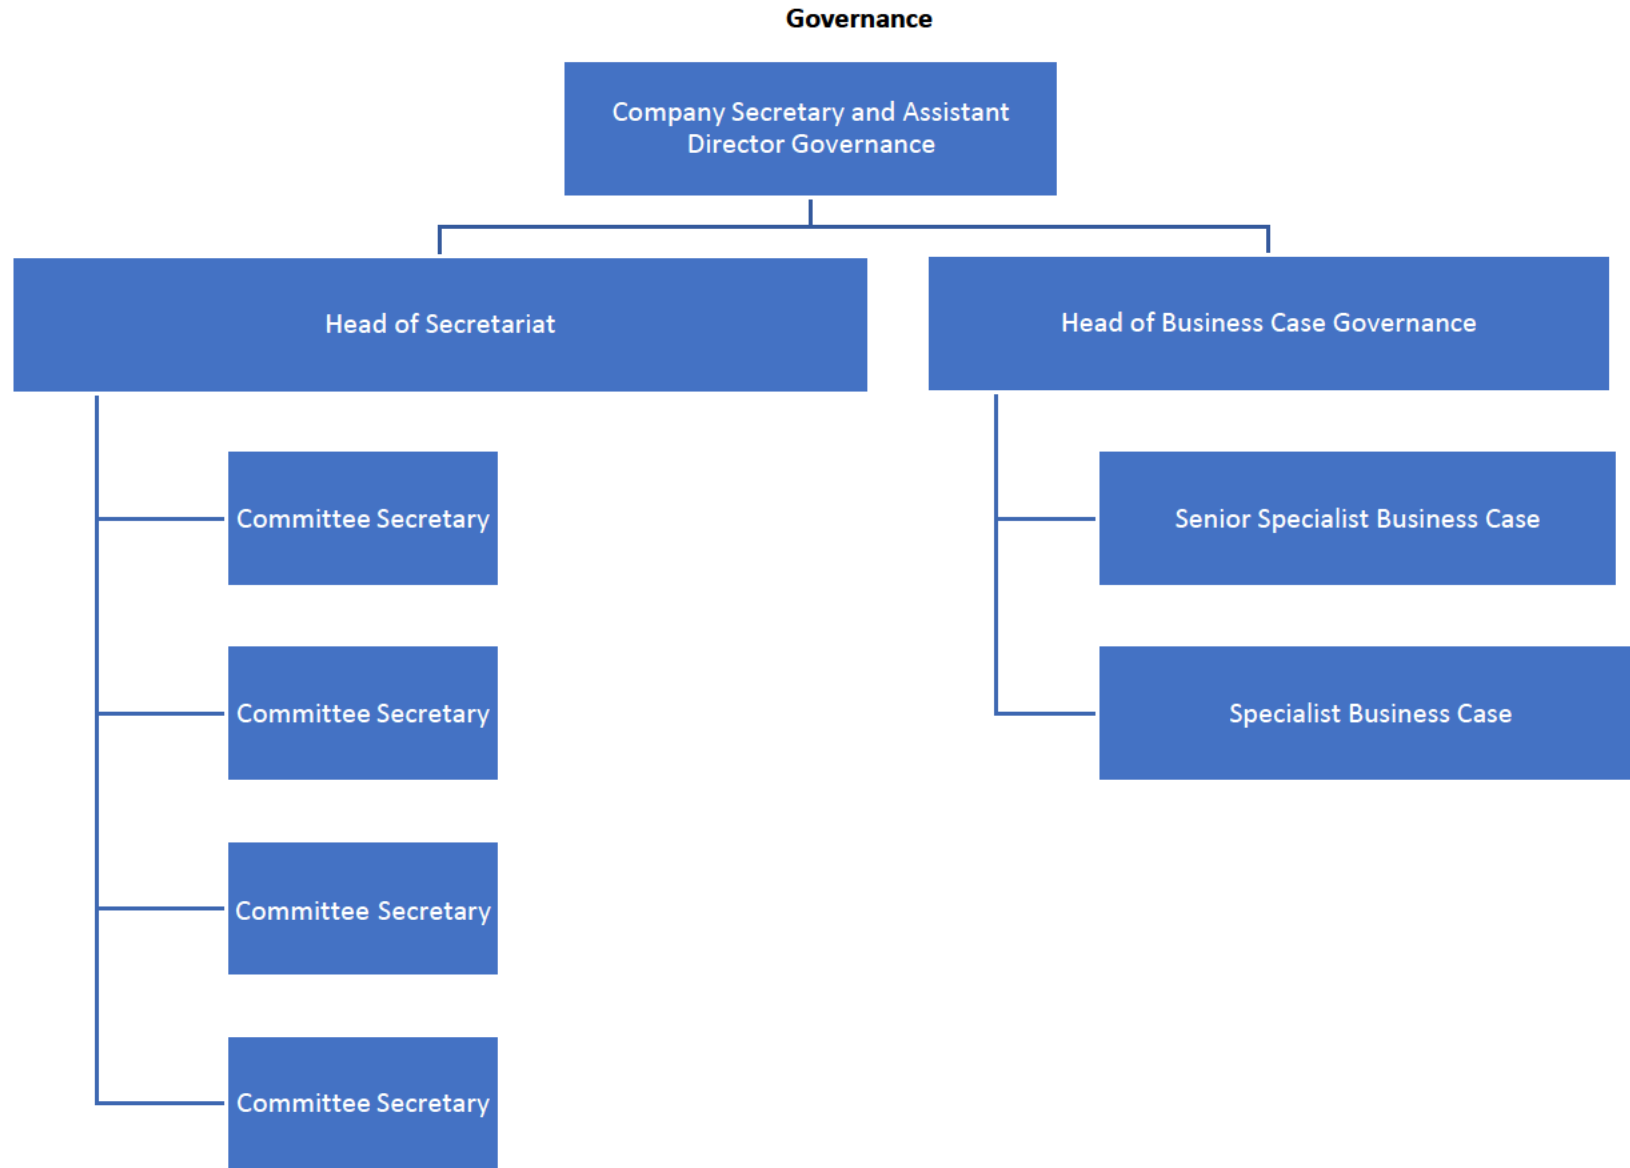 Governance
Company Secretary and Assistant
Director Governance
Head of Secretariat
Head of Business Case Governance
Committee Secretary
Senior Specialist Business Case
Committee Secretary
Specialist Business Case
Committee Secretary
Committee Secretary